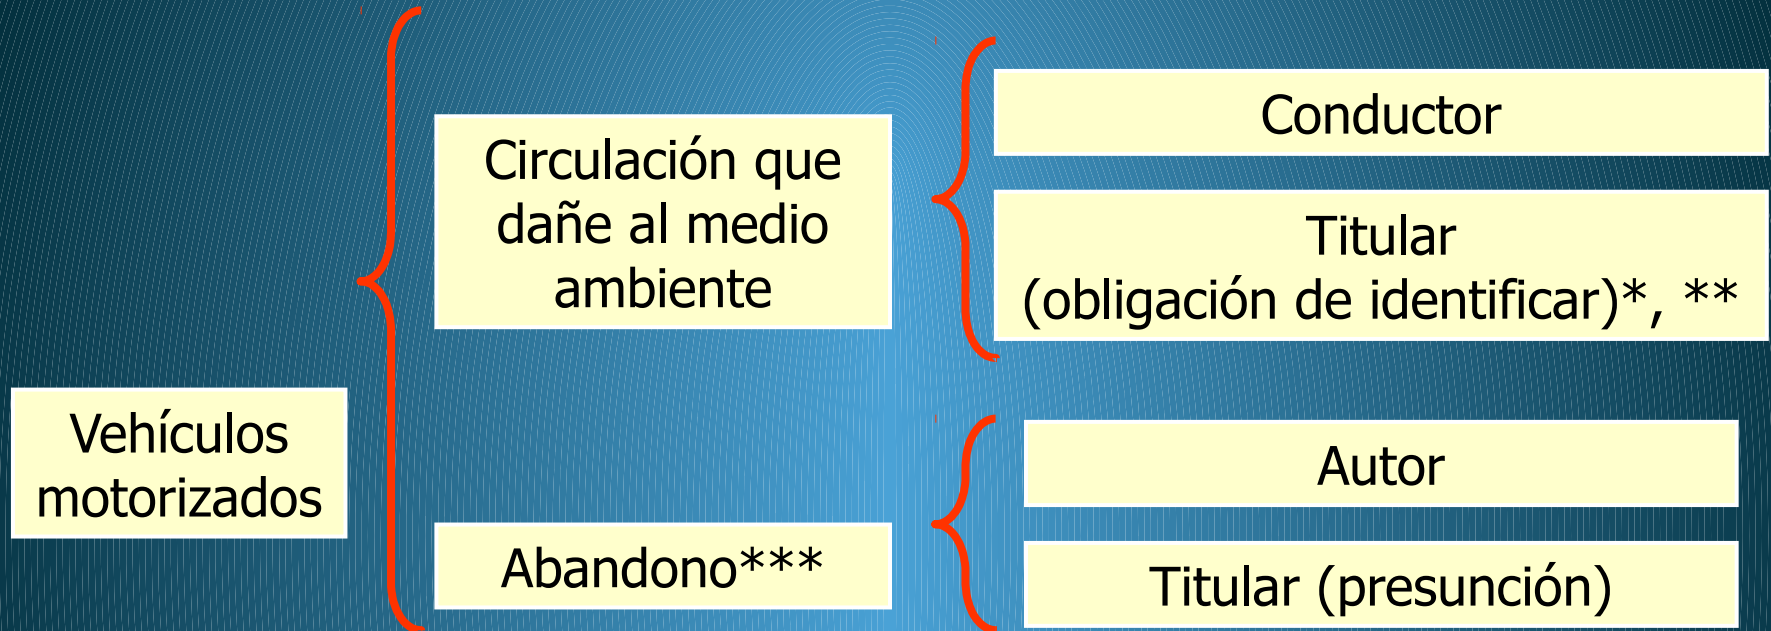 Vehículos
motorizados
Circulación que
dañe al medio
ambiente
Conductor
Titular
(obligación de identificar)*, **
Abandono***
Autor
Titular (presunción)